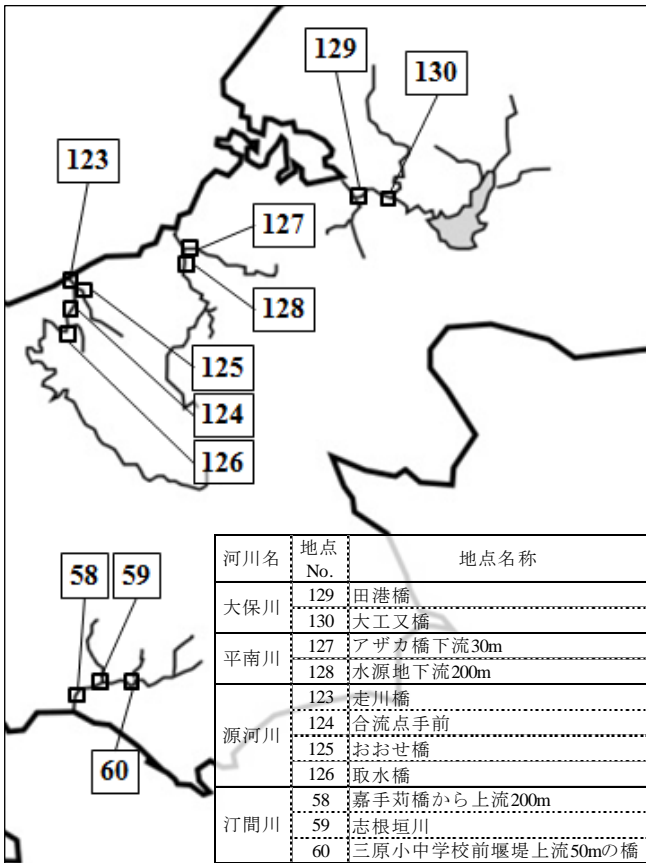 129
130
123
127
128
125
124
126
58
59
60
河川名 地点No. 地点名称
大保川 129 田港橋
130 大工又橋
平南川 127 アザカ橋下流30m
128 水源地下流200m
源河川 123 走川橋
124 合流点手前
125 おおせ橋
126 取水橋
汀間川 58 嘉手苅橋から上流200m
59 志根垣川
60 三原小中学校前堰堤上流50mの橋